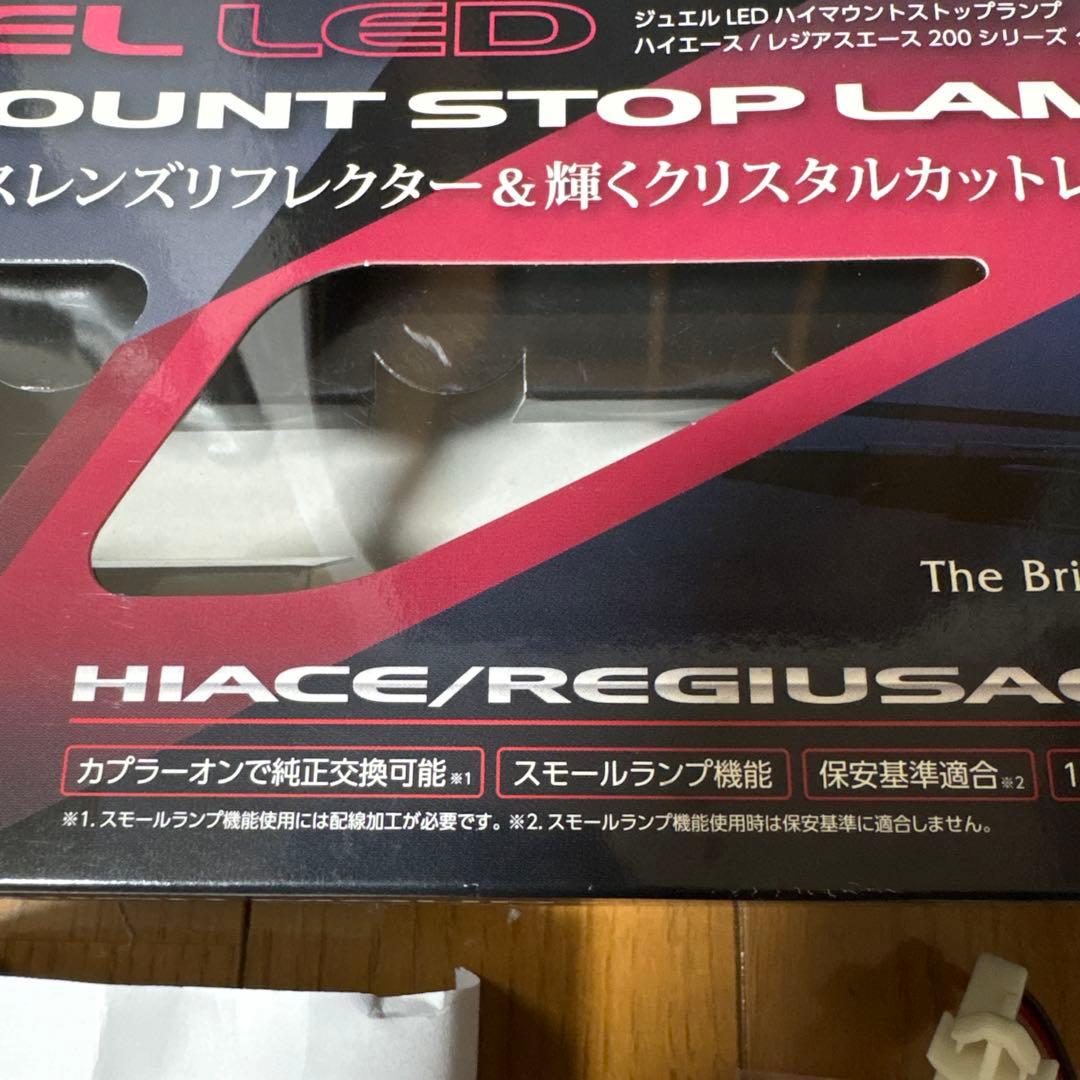 EL LED
ジュエル LED ハイマウントストップランプ
ハイエース / レジアスエース 200 シリーズ
OUNT STOP LAM
スレンズリフレクター＆輝くクリスタルカットレ
The Bri
HIACE/REGIUSAC
カプラーオンで純正交換可能※1 スモールランプ機能 保安基準適合※2 1
※1. スモールランプ機能使用には配線加工が必要です。※2. スモールランプ機能使用時は保安基準に適合しません。